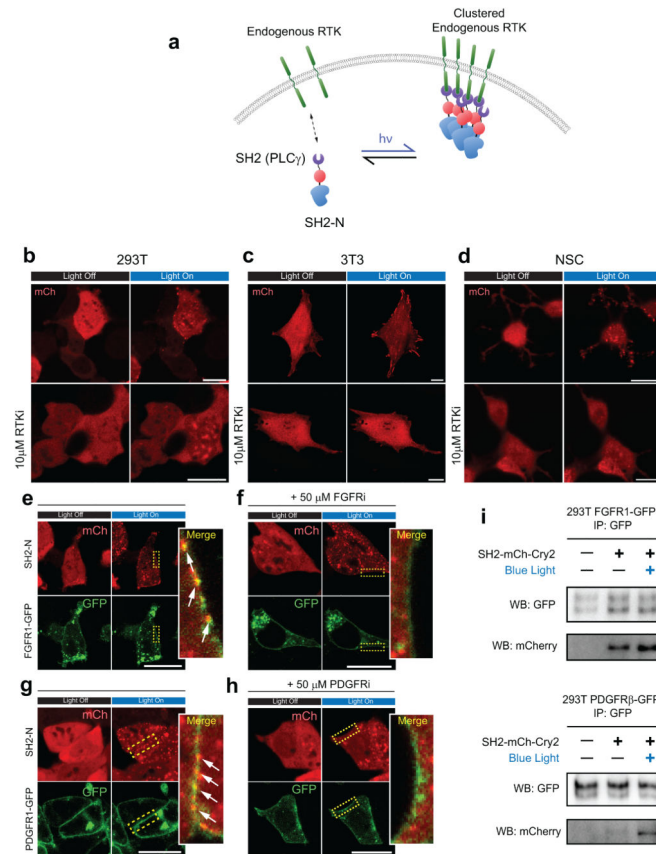 a
Endogenous RTK
Clustered
Endogenous RTK
hν
SH2 (PLCγ)
SH2-N
b 293T
Light Off Light On
mCh
10μM RTKi
c 3T3
Light Off Light On
10μM RTKi
d NSC
Light Off Light On
mCh
10μM RTKi
e
Light Off Light On
SH2-N
mCh
Merge
FGFR1-GFP
GFP
f + 50 μM FGFRi
Light Off Light On
mCh
Merge
GFP
g
Light Off Light On
SH2-N
mCh
Merge
PDGFR1-GFP
GFP
h + 50 μM PDGFRi
Light Off Light On
mCh
Merge
GFP
i
293T FGFR1-GFP
IP: GFP
SH2-mCh-Cry2 — + +
Blue Light — — +
WB: GFP
WB: mCherry
293T PDGFRβ-GFP
IP: GFP
SH2-mCh-Cry2 — + +
Blue Light — — +
WB: GFP
WB: mCherry